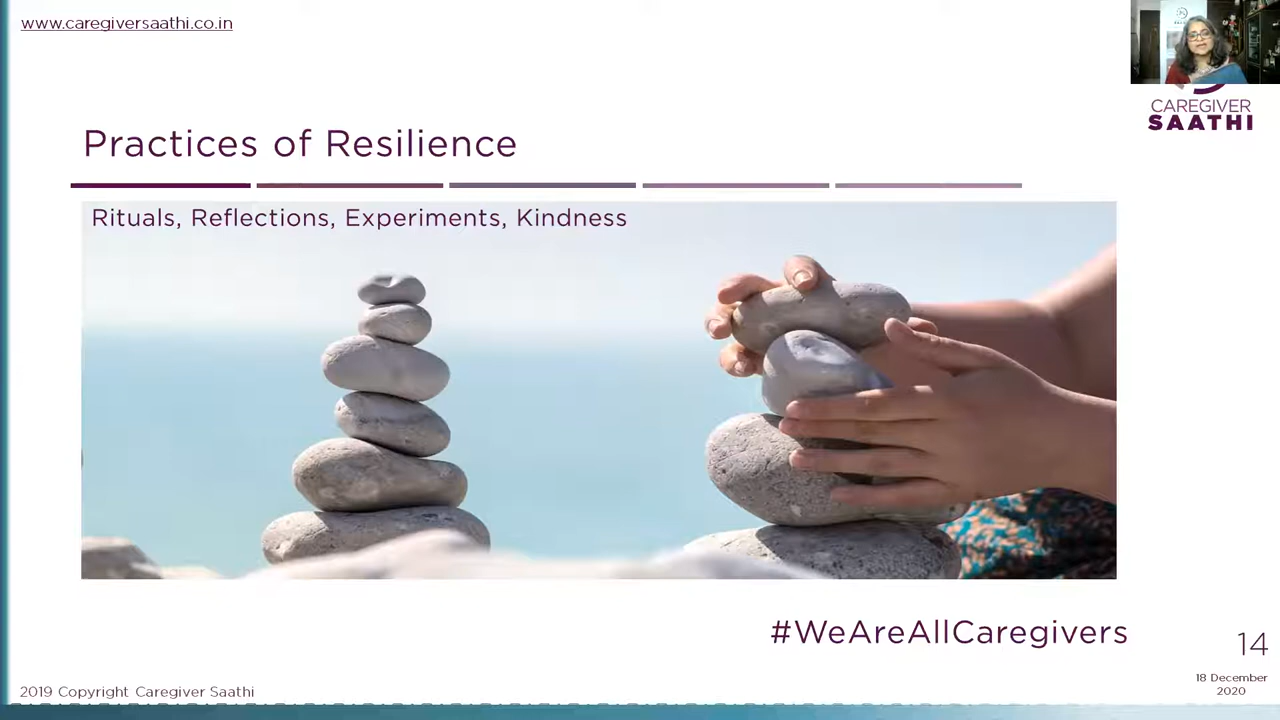 www.caregiversaathi.co.in
CAREGIVER
SAATHI
Practices of Resilience
Rituals, Reflections, Experiments, Kindness
#WeAreAllCaregivers
14
18 December
2020
2019 Copyright Caregiver Saathi